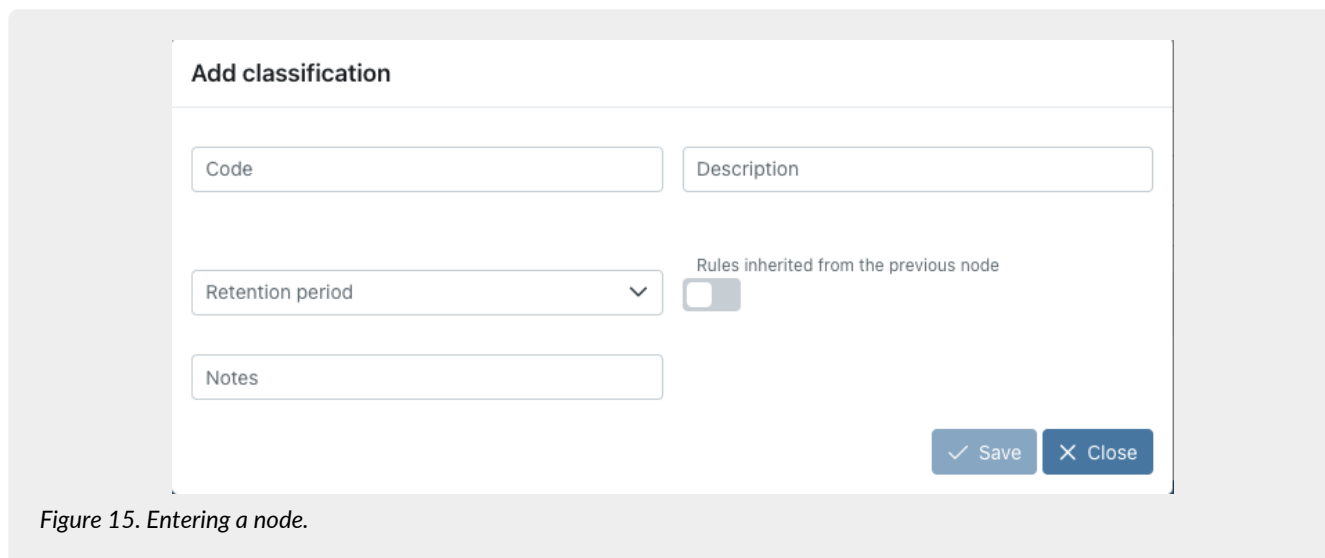 Add classification
Code
Description
Rules inherited from the previous node
Retention period
Notes
Save
Close
Figure 15. Entering a node.